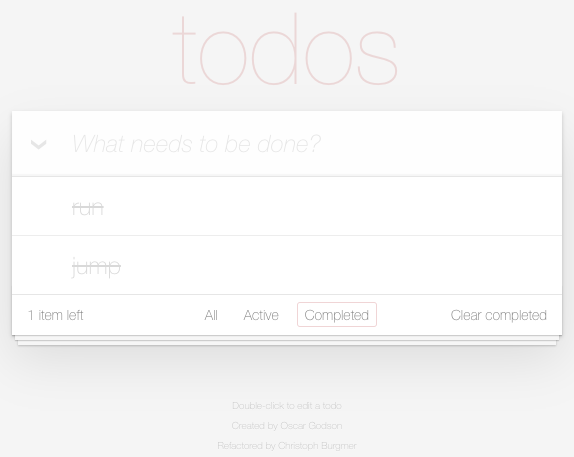 todos
What needs to be done?
run
jump
1 item left All Active Completed Clear completed
Double-click to edit a todo
Created by Oscar Godson
Refactored by Christoph Burgmer